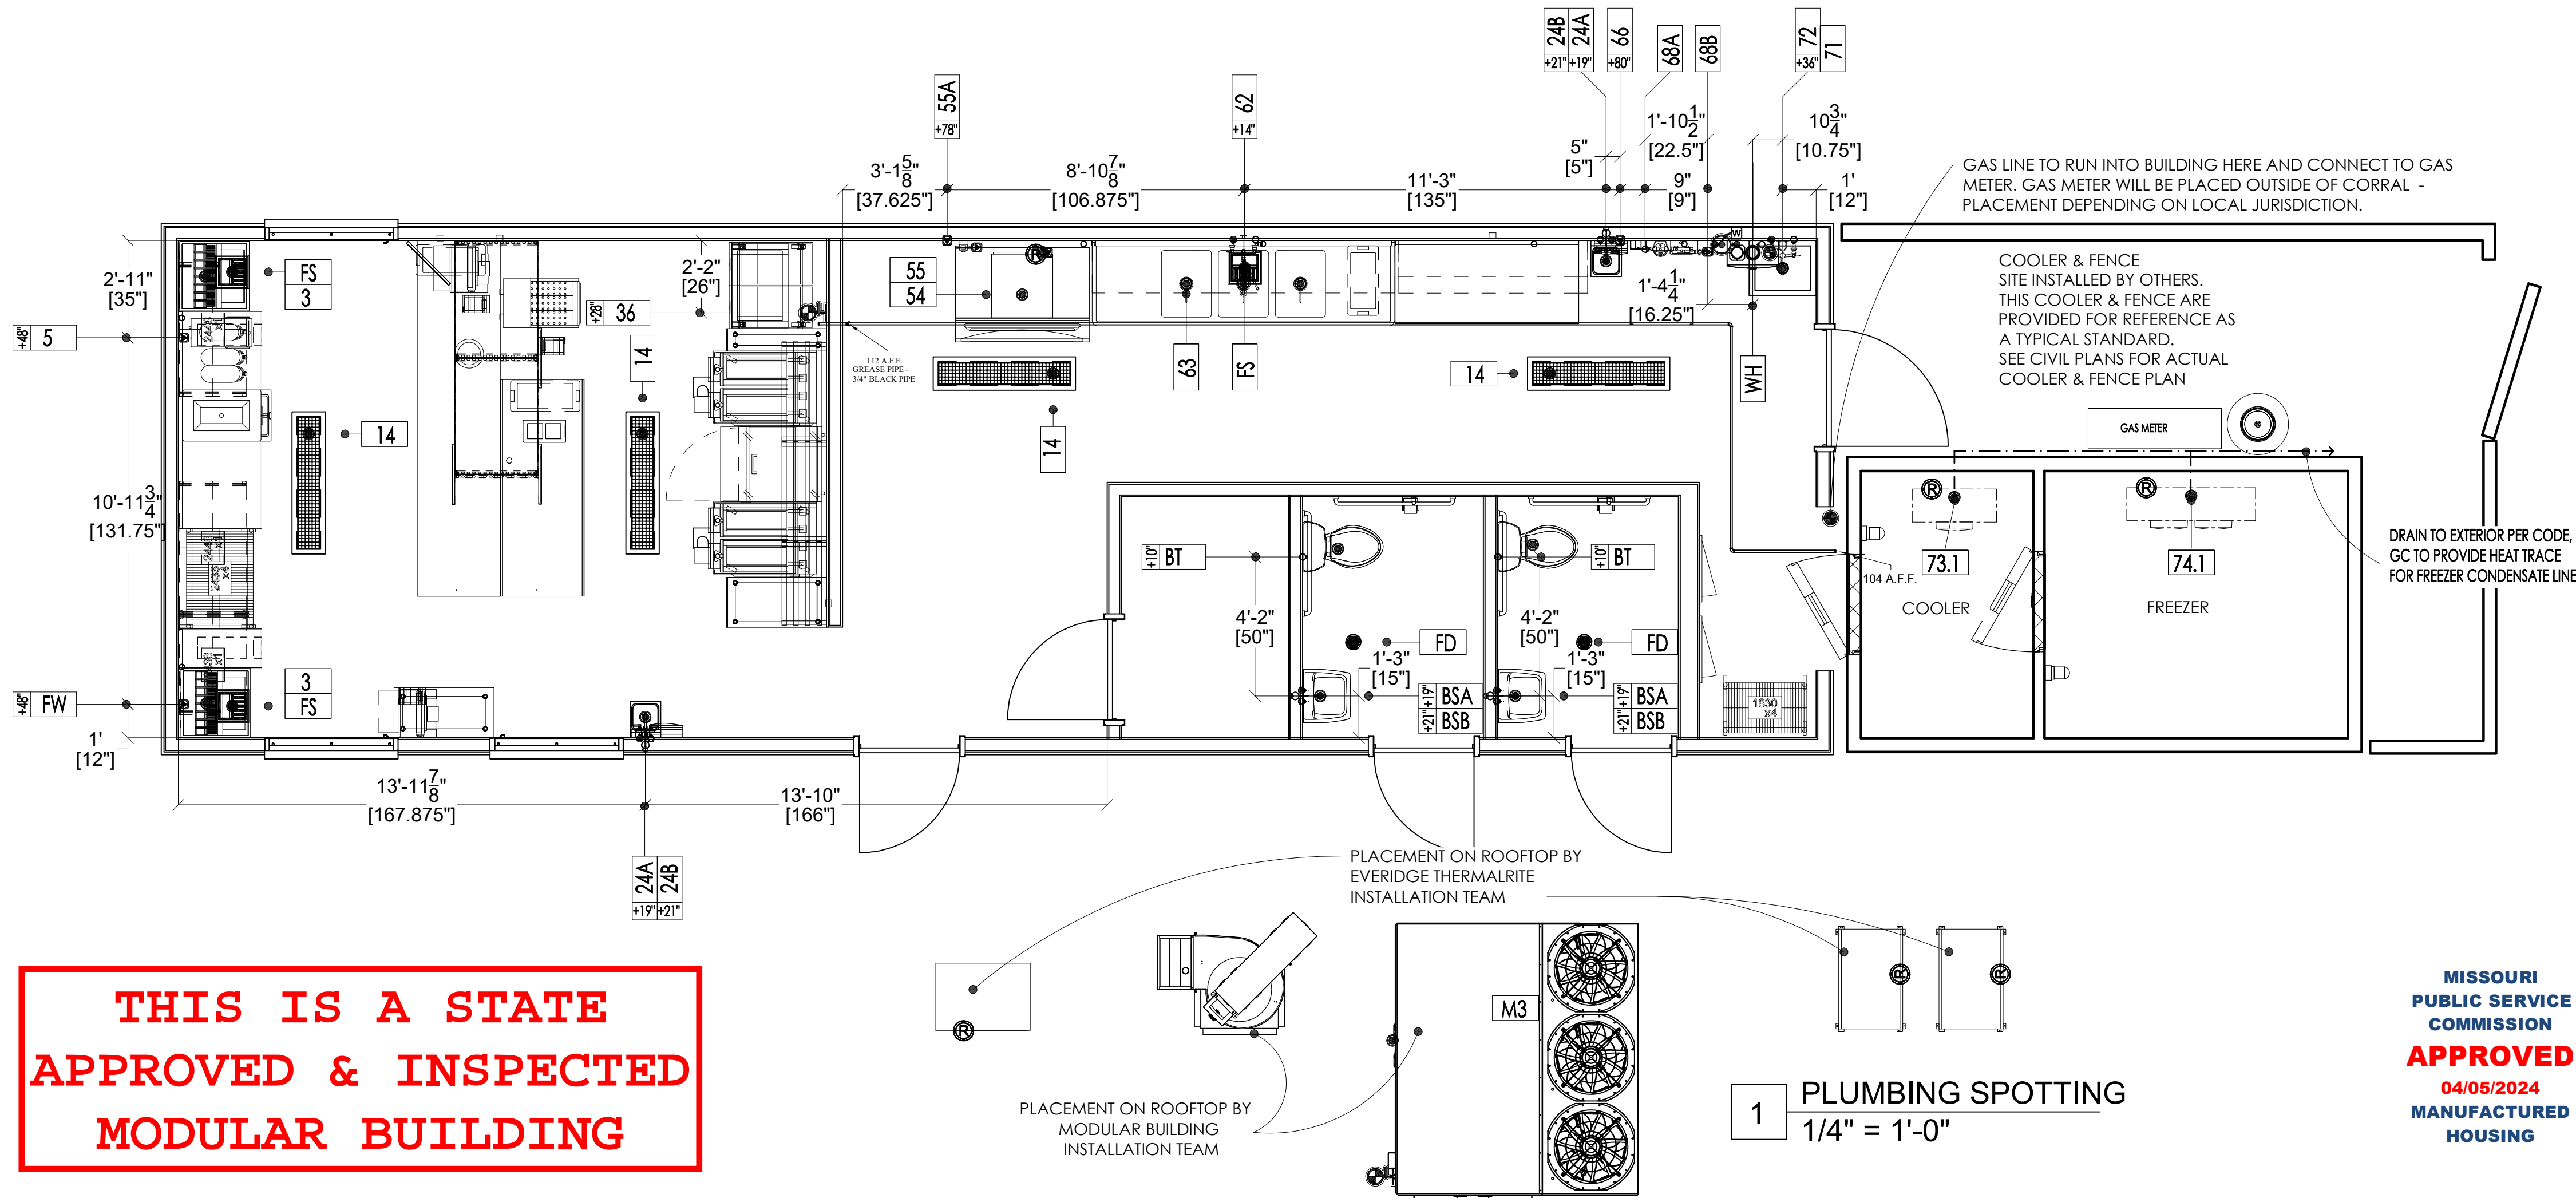 24B
+21"
24A
+19"
66
+80"
68A
68B
72
+36"
71
55A
+78"
62
+14"
3'-1 5/8"
[37.625"]
8'-10 7/8"
[106.875"]
11'-3"
[135"]
5"
[5"]
1'-10 1/2"
[22.5"]
9"
[9"]
10 3/4"
[10.75"]
1'
[12"]
GAS LINE TO RUN INTO BUILDING HERE AND CONNECT TO GAS
METER. GAS METER WILL BE PLACED OUTSIDE OF CORRAL -
PLACEMENT DEPENDING ON LOCAL JURISDICTION.
COOLER & FENCE
SITE INSTALLED BY OTHERS.
THIS COOLER & FENCE ARE
PROVIDED FOR REFERENCE AS
A TYPICAL STANDARD.
SEE CIVIL PLANS FOR ACTUAL
COOLER & FENCE PLAN
2'-11"
[35"]
FS
3
2'-2"
[26"]
+28" 36
55
54
R
W
1'-4 1/4"
[16.25"]
+48" 5
2448
x1
14
112 A.F.F.
GREASE PIPE -
3/4" BLACK PIPE
63
FS
14
WH
14
14
GAS METER
10'-11 3/4"
[131.75"]
2448
x1
2436
x4
+10" BT
+10" BT
R
R
73.1
74.1
104 A.F.F.
COOLER
FREEZER
DRAIN TO EXTERIOR PER CODE,
GC TO PROVIDE HEAT TRACE
FOR FREEZER CONDENSATE LINE
4'-2"
[50"]
4'-2"
[50"]
FD
FD
1'-3"
[15"]
1'-3"
[15"]
+19" BSA
+21" BSB
+19" BSA
+21" BSB
x1
3
FS
+48" FW
1830
x4
1'
[12"]
13'-11 7/8"
[167.875"]
13'-10"
[166"]
24A
+19"
24B
+21"
PLACEMENT ON ROOFTOP BY
EVERIDGE THERMALRITE
INSTALLATION TEAM
THIS IS A STATE
APPROVED & INSPECTED
MODULAR BUILDING
R
M3
R
R
PLACEMENT ON ROOFTOP BY
MODULAR BUILDING
INSTALLATION TEAM
1
PLUMBING SPOTTING
1/4" = 1'-0"
MISSOURI
PUBLIC SERVICE
COMMISSION
APPROVED
04/05/2024
MANUFACTURED
HOUSING